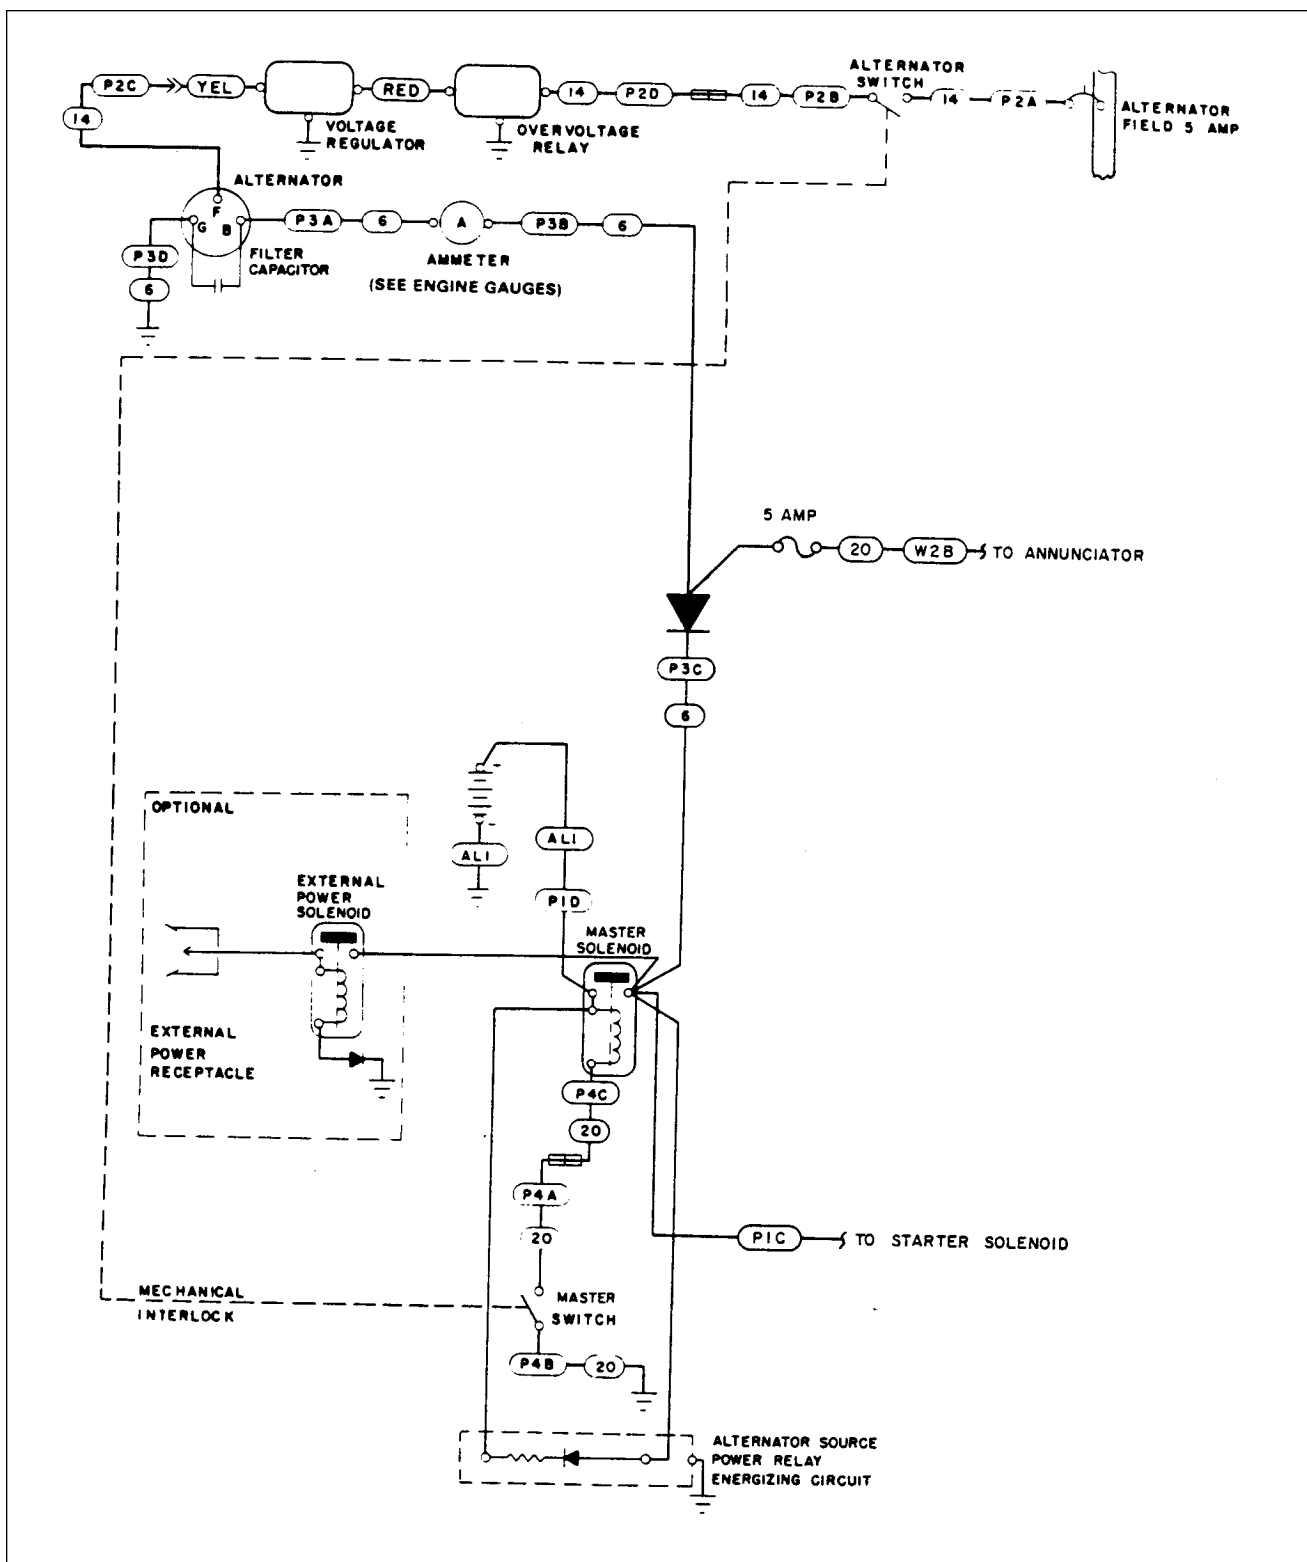 ALTERNATOR
SWITCH
P2C
YEL
RED
14
P2D
14
P2B
14
P2A
ALTERNATOR
FIELD 5 AMP
14
VOLTAGE
REGULATOR
OVERVOLTAGE
RELAY
ALTERNATOR
F
G
B
P3A
6
A
P3B
6
P3D
6
FILTER
CAPACITOR
AMMETER
(SEE ENGINE GAUGES)
5 AMP
20
W2B
TO ANNUNCIATOR
P3C
6
+
-
OPTIONAL
AL1
AL1
P1D
EXTERNAL
POWER
SOLENOID
MASTER
SOLENOID
EXTERNAL
POWER
RECEPTACLE
P4C
20
P4A
20
P1C
TO STARTER SOLENOID
MECHANICAL
INTERLOCK
MASTER
SWITCH
P4B
20
ALTERNATOR SOURCE
POWER RELAY
ENERGIZING CIRCUIT